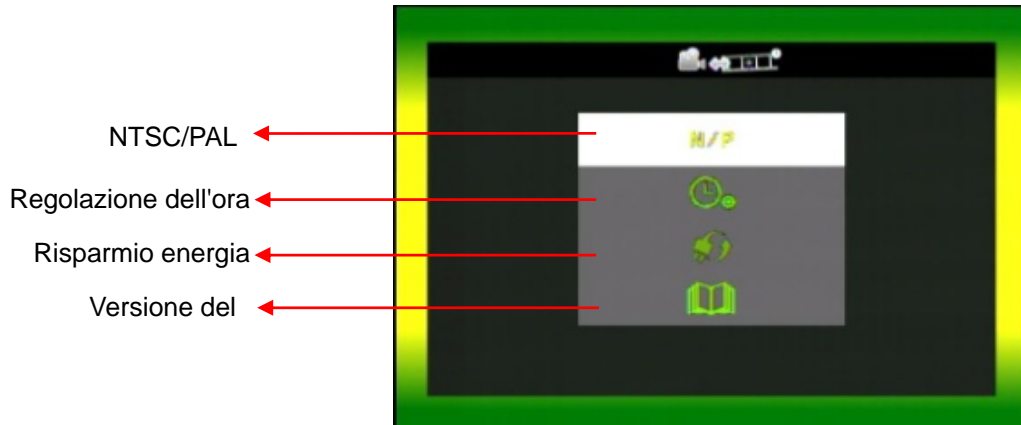 NTSC/PAL
N/P
Regolazione dell'ora
Risparmio energia
Versione del